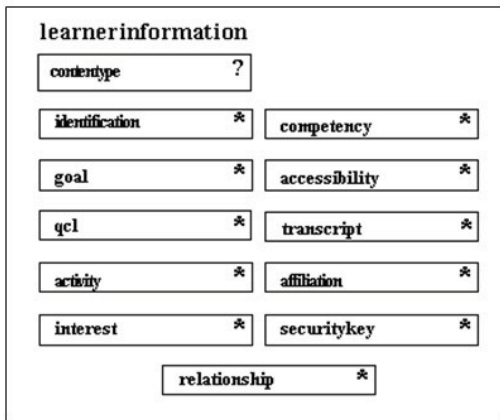 learnerinformation
contentype ?
identification * competency *
goal * accessibility *
qcl * transcript *
activity * affiliation *
interest * securitykey *
relationship *